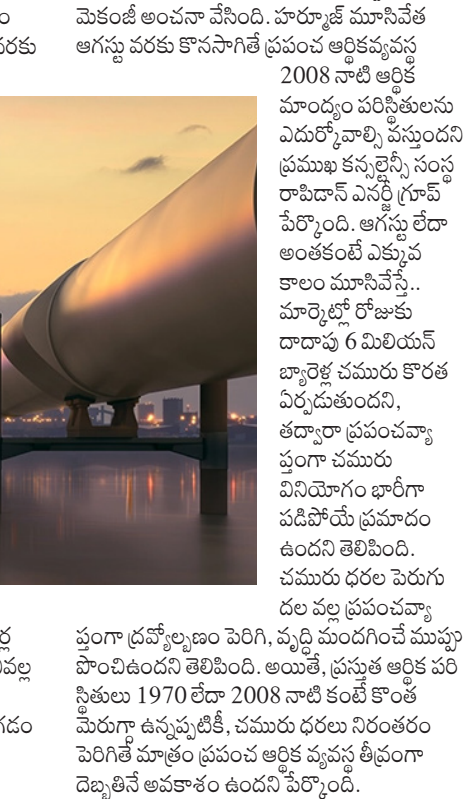 ం
వరకు
మెకంజీ అంచనా వేసింది. హర్మూజ్ మూసివేత
ఆగస్టు వరకు కొనసాగితే ప్రపంచ ఆర్థికవ్యవస్థ
2008 నాటి ఆర్థిక
మాంద్యం పరిస్థితులను
ఎదుర్కోవాల్సి వస్తుందని
ప్రముఖ కన్సల్టెన్సీ సంస్థ
రాపిడాన్ ఎనర్జీ గ్రూప్
పేర్కొంది. ఆగస్టు లేదా
అంతకంటే ఎక్కువ
కాలం మూసివేస్తే..
మార్కెట్లో రోజుకు
దాదాపు 6 మిలియన్
బ్యారెళ్ల చమురు కొరత
ఏర్పడుతుందని,
తద్వారా ప్రపంచవ్యా
ప్తంగా చమురు
వినియోగం భారీగా
పడిపోయే ప్రమాదం
ఉందని తెలిపింది.
చమురు ధరల పెరుగు
దల వల్ల ప్రపంచవ్యా
ప్తంగా ద్రవ్యోల్బణం పెరిగి, వృద్ధి మందగించే ముప్పు
పొంచిఉందని తెలిపింది. అయితే, ప్రస్తుత ఆర్థిక పరి
స్థితులు 1970 లేదా 2008 నాటి కంటే కొంత
మెరుగ్గా ఉన్నప్పటికీ, చమురు ధరలు నిరంతరం
పెరిగితే మాత్రం ప్రపంచ ఆర్థిక వ్యవస్థ తీవ్రంగా
దెబ్బతినే అవకాశం ఉందని పేర్కొంది.